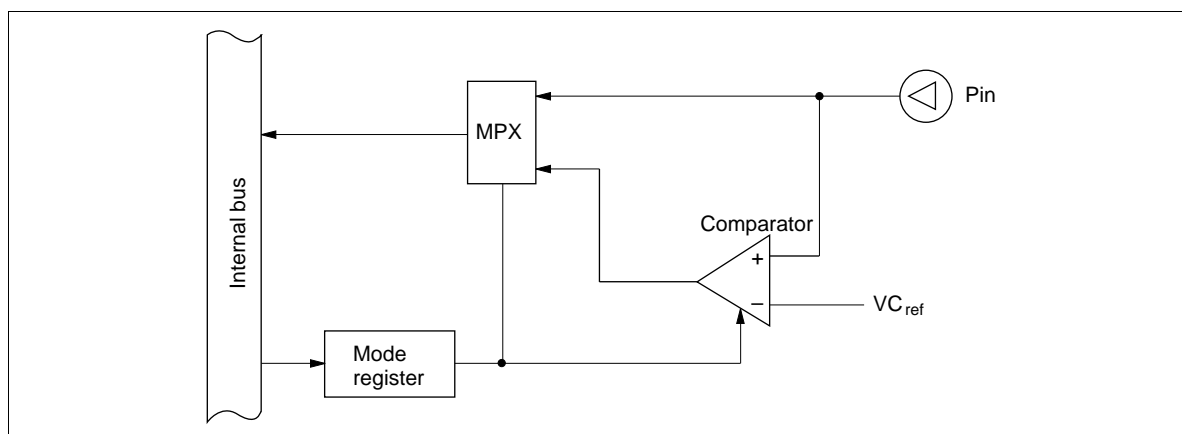 MPX
Pin
Internal bus
Comparator
+
−
VCref
Mode
register